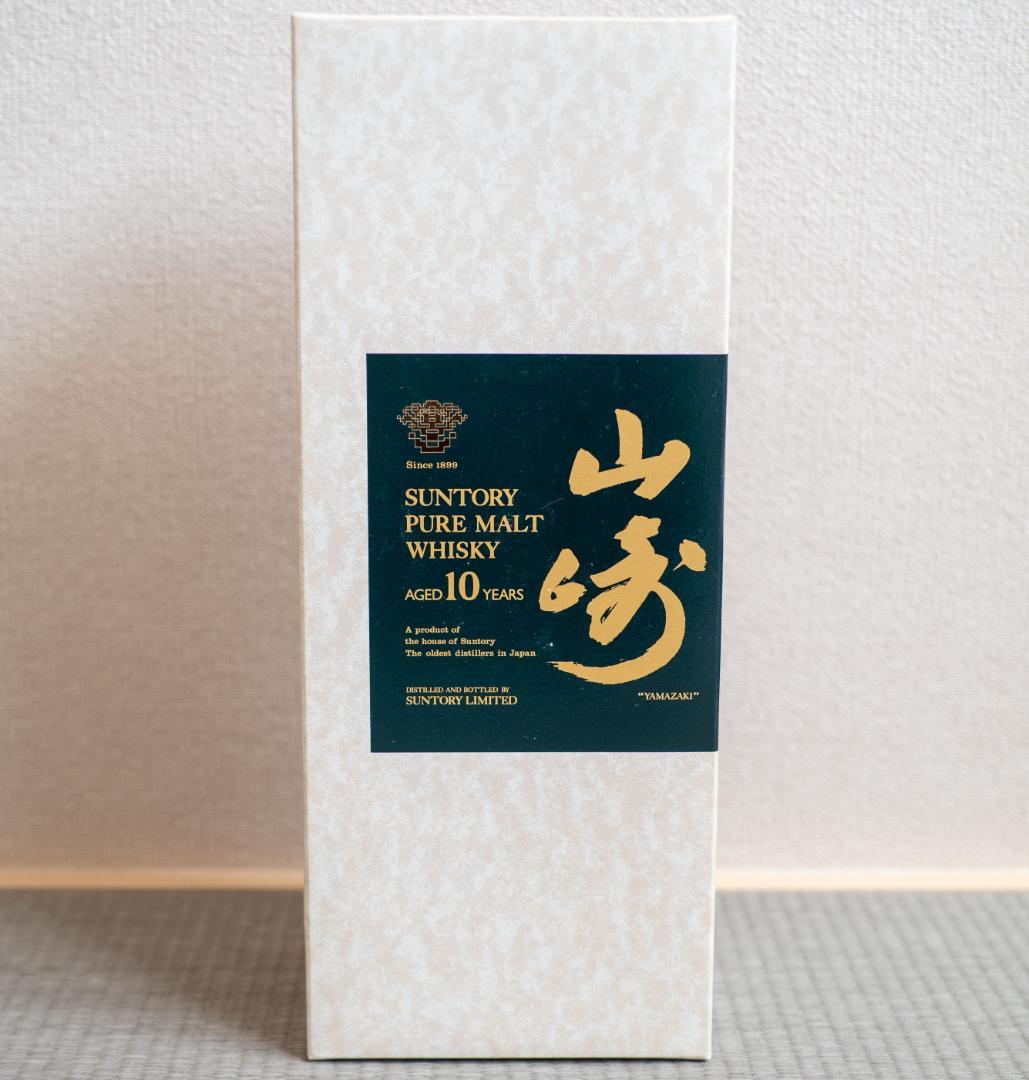 Since 1899
SUNTORY
PURE MALT
WHISKY
AGED 10 YEARS
A product of
the house of Suntory
The oldest distillers in Japan
DISTILLED AND BOTTLED BY
SUNTORY LIMITED
山崎
"YAMAZAKI"